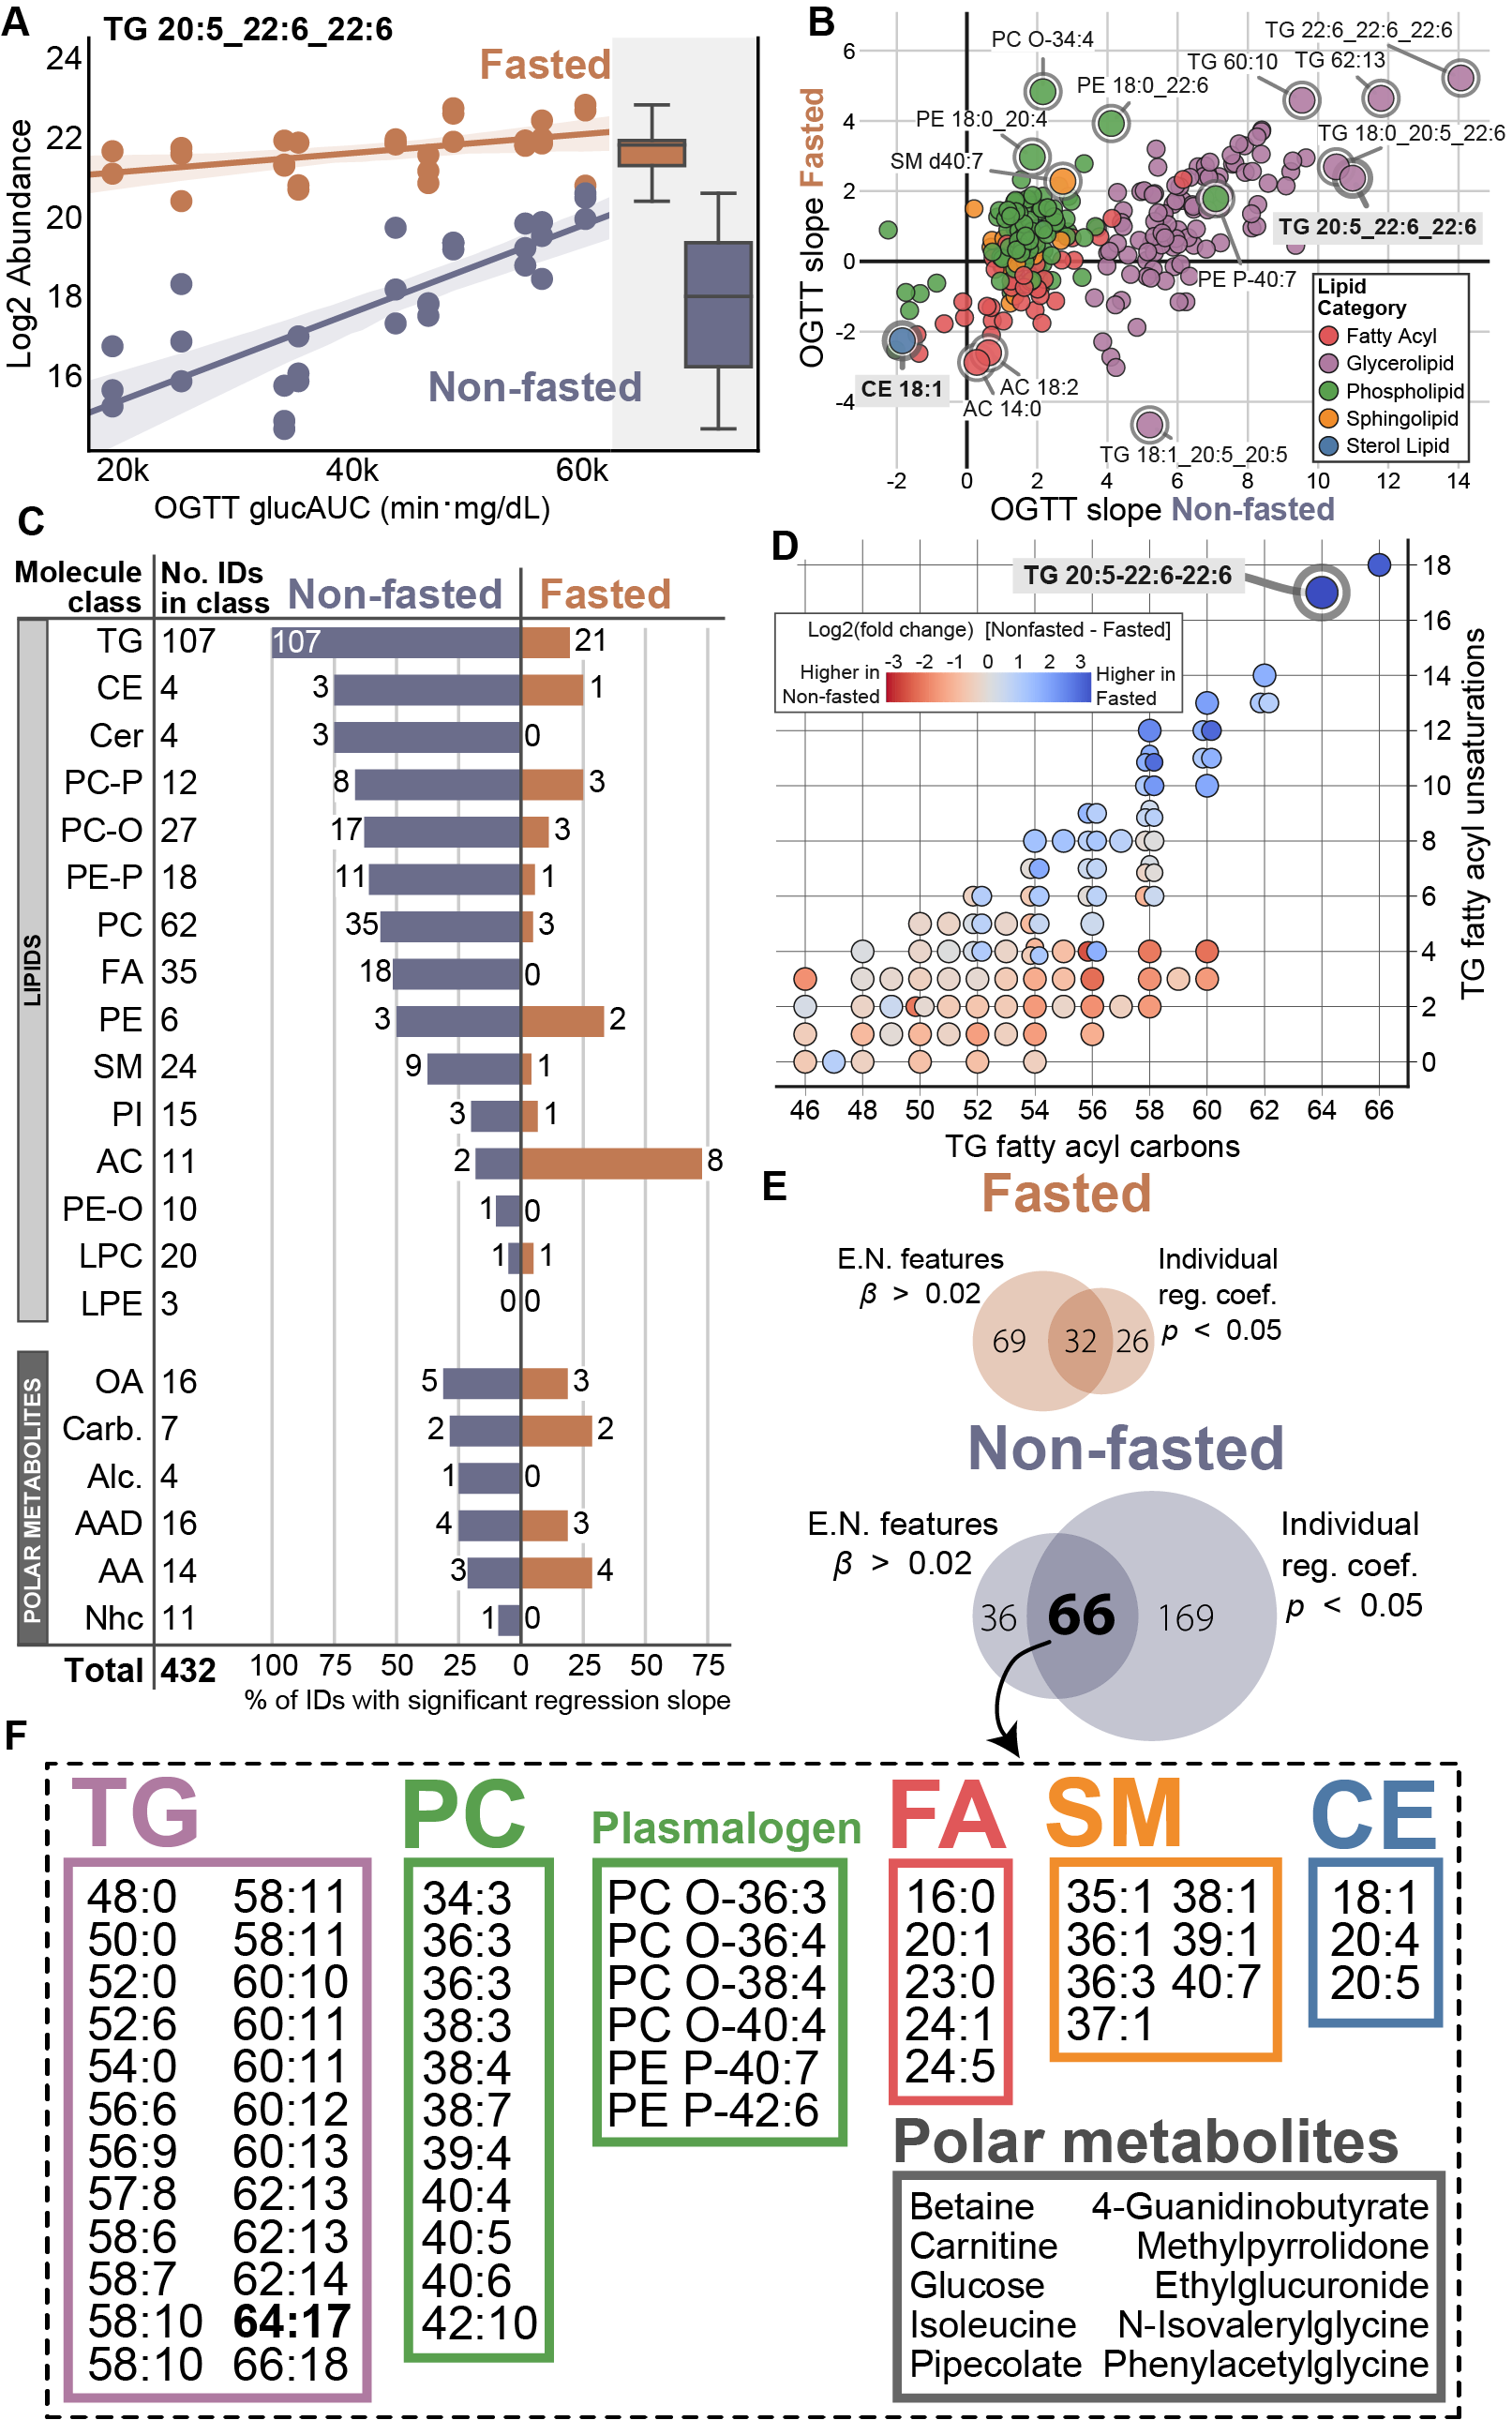 A
TG 20:5_22:6_22:6
Fasted
Non-fasted
Log2 Abundance
24
22
20
18
16
20k 40k 60k
OGTT glucAUC (min·mg/dL)
B
OGTT slope Fasted
6
4
2
0
-2
-4
PC O-34:4
PE 18:0_22:6
PE 18:0_20:4
SM d40:7
TG 22:6_22:6_22:6
TG 60:10
TG 62:13
TG 18:0_20:5_22:6
TG 20:5_22:6_22:6
PE P-40:7
CE 18:1
AC 18:2
AC 14:0
TG 18:1_20:5_20:5
Lipid
Category
Fatty Acyl
Glycerolipid
Phospholipid
Sphingolipid
Sterol Lipid
-2 0 2 4 6 8 10 12 14
OGTT slope Non-fasted
C
Molecule
class
No. IDs
in class
Non-fasted
Fasted
LIPIDS
TG 107 107 21
CE 4 3 1
Cer 4 3 0
PC-P 12 8 3
PC-O 27 17 3
PE-P 18 11 1
PC 62 35 3
FA 35 18 0
PE 6 3 2
SM 24 9 1
PI 15 3 1
AC 11 2 8
PE-O 10 1 0
LPC 20 1 1
LPE 3 0 0
POLAR METABOLITES
OA 16 5 3
Carb. 7 2 2
Alc. 4 1 0
AAD 16 4 3
AA 14 3 4
Nhc 11 1 0
Total 432
100 75 50 25 0 25 50 75
% of IDs with significant regression slope
D
TG 20:5-22:6-22:6
Log2(fold change) [Nonfasted - Fasted]
Higher in
Non-fasted
-3 -2 -1 0 1 2 3
Higher in
Fasted
18
16
14
12
10
8
6
4
2
0
TG fatty acyl unsaturations
46 48 50 52 54 56 58 60 62 64 66
TG fatty acyl carbons
E
Fasted
E.N. features
β > 0.02
Individual
reg. coef.
p < 0.05
69 32 26
Non-fasted
E.N. features
β > 0.02
Individual
reg. coef.
p < 0.05
36 66 169
F
TG
48:0 58:11
50:0 58:11
52:0 60:10
52:6 60:11
54:0 60:11
56:6 60:12
56:9 60:13
57:8 62:13
58:6 62:13
58:7 62:14
58:10 64:17
58:10 66:18
PC
34:3
36:3
36:3
38:3
38:4
38:7
39:4
40:4
40:5
40:6
42:10
Plasmalogen
PC O-36:3
PC O-36:4
PC O-38:4
PC O-40:4
PE P-40:7
PE P-42:6
FA
16:0
20:1
23:0
24:1
24:5
SM
35:1 38:1
36:1 39:1
36:3 40:7
37:1
CE
18:1
20:4
20:5
Polar metabolites
Betaine 4-Guanidinobutyrate
Carnitine Methylpyrrolidone
Glucose Ethylglucuronide
Isoleucine N-Isovalerylglycine
Pipecolate Phenylacetylglycine